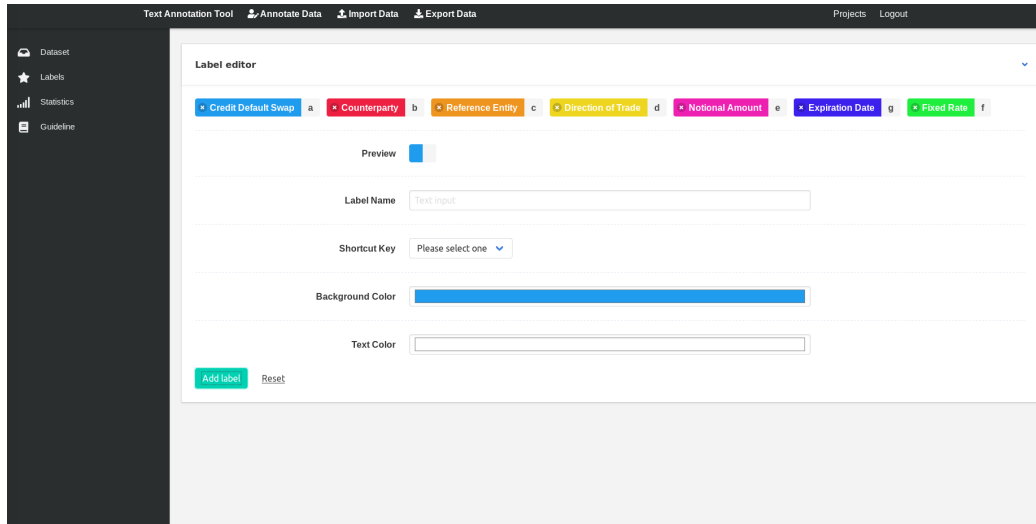 Text Annotation Tool Annotate Data Import Data Export Data Projects Logout
Dataset
Labels
Statistics
Guideline
Label editor
× Credit Default Swap a × Counterparty b × Reference Entity c × Direction of Trade d × Notional Amount e × Expiration Date g × Fixed Rate f
Preview
Label Name Text input
Shortcut Key Please select one
Background Color
Text Color
Add label Reset